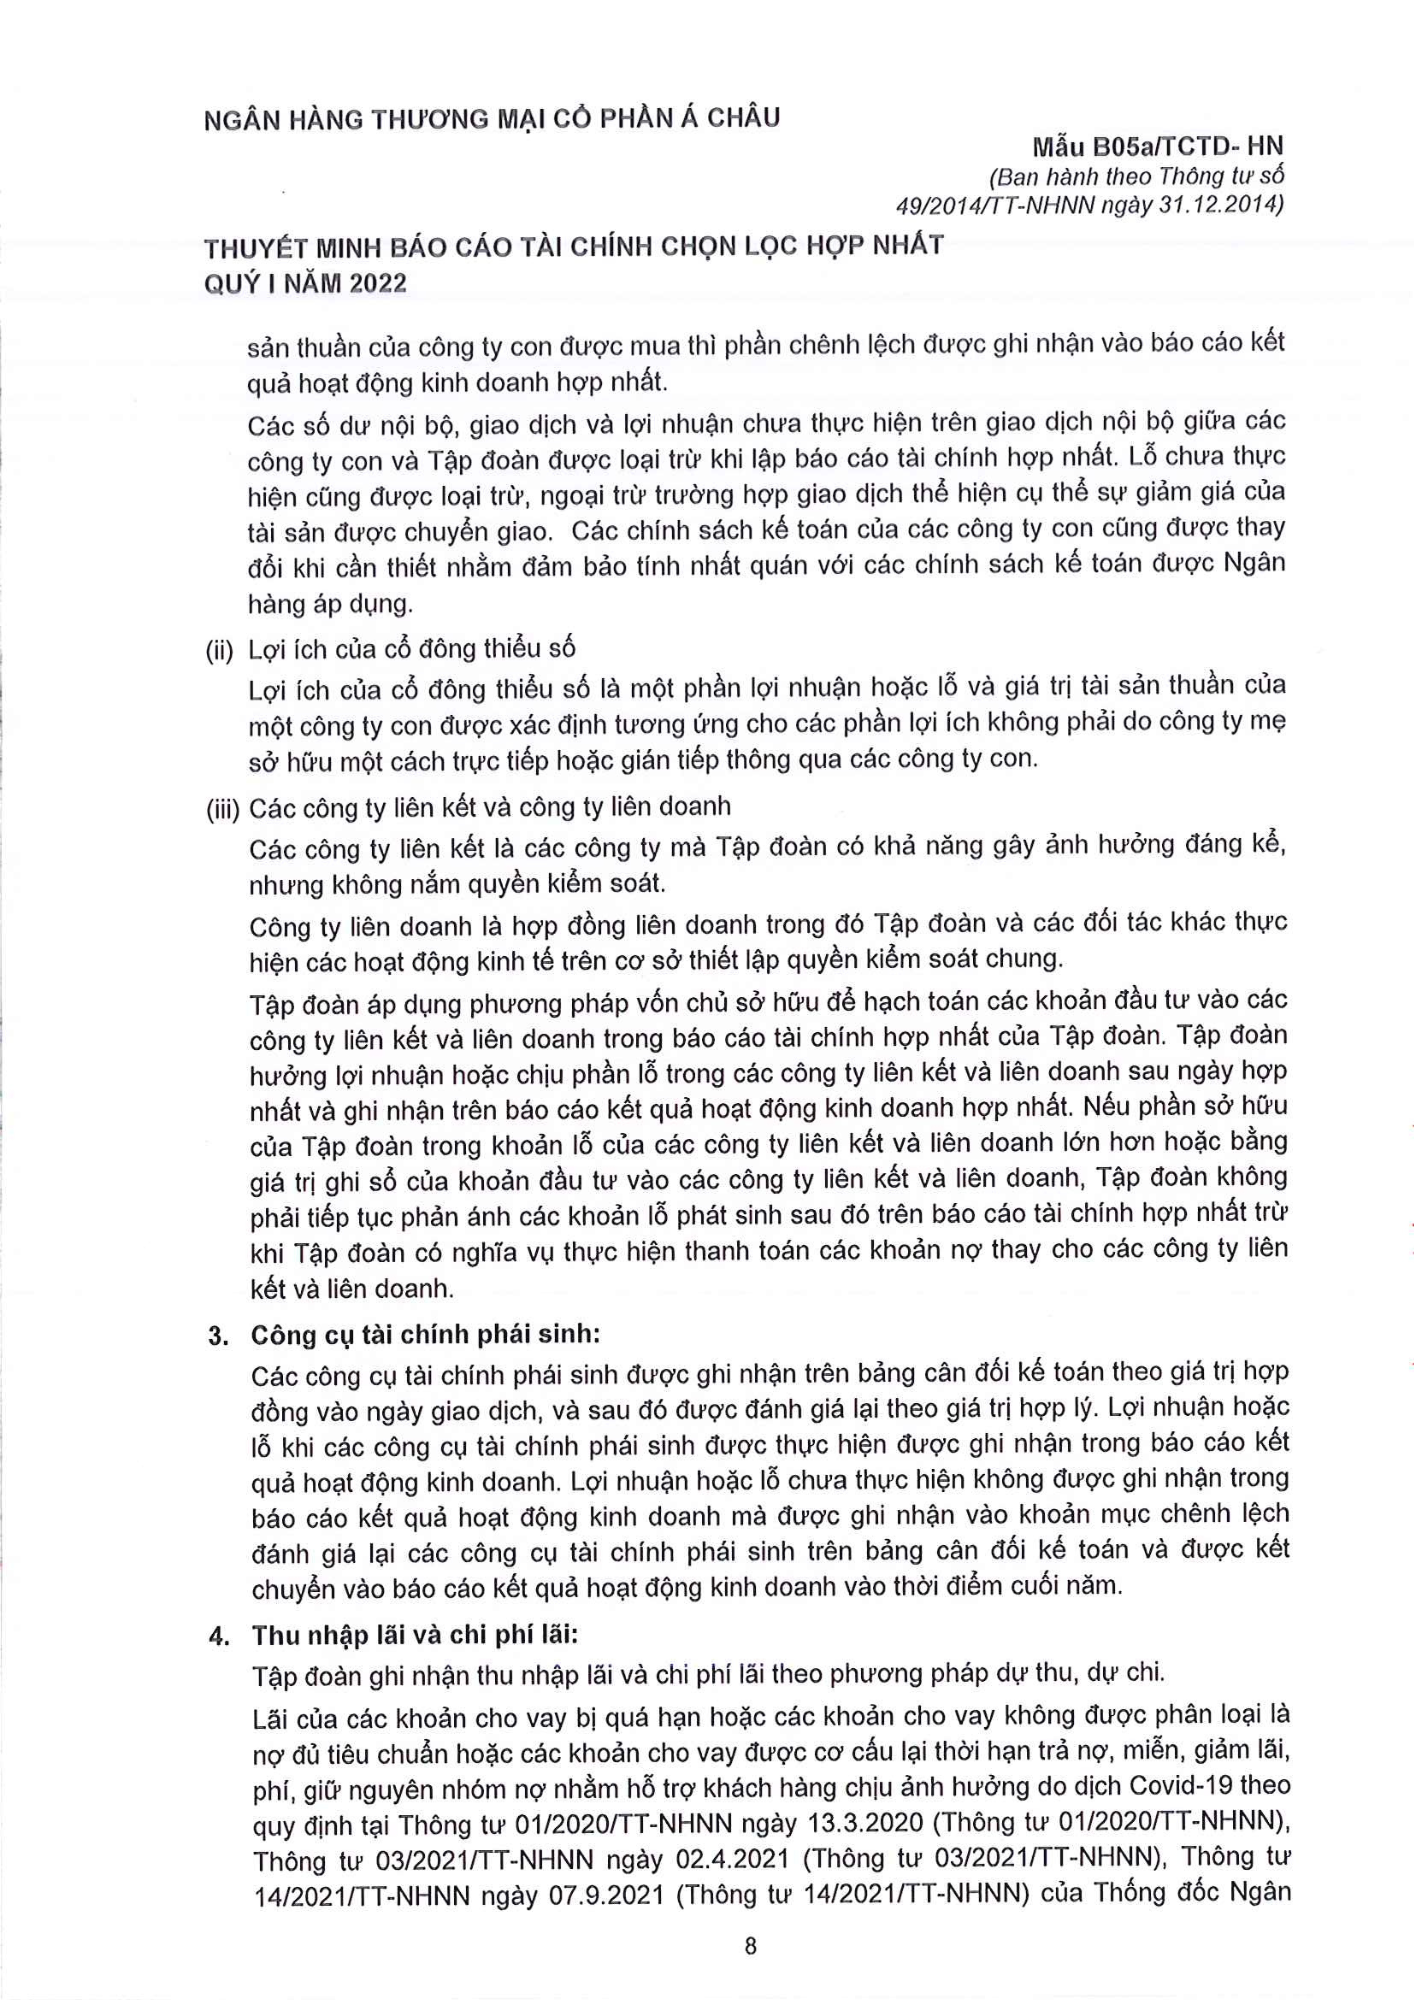 NGÂN HÀNG THƯƠNG MẠI CỔ PHẦN Á CHÂU
Mẫu B05a/TCTD- HN
(Ban hành theo Thông tư số
49/2014/TT-NHNN ngày 31.12.2014)
THUYẾT MINH BÁO CÁO TÀI CHÍNH CHỌN LỌC HỢP NHẤT
QUÝ I NĂM 2022
sản thuần của công ty con được mua thì phần chênh lệch được ghi nhận vào báo cáo kết
quả hoạt động kinh doanh hợp nhất.
Các số dư nội bộ, giao dịch và lợi nhuận chưa thực hiện trên giao dịch nội bộ giữa các
công ty con và Tập đoàn được loại trừ khi lập báo cáo tài chính hợp nhất. Lỗ chưa thực
hiện cũng được loại trừ, ngoại trừ trường hợp giao dịch thể hiện cụ thể sự giảm giá của
tài sản được chuyển giao. Các chính sách kế toán của các công ty con cũng được thay
đổi khi cần thiết nhằm đảm bảo tính nhất quán với các chính sách kế toán được Ngân
hàng áp dụng.
(ii) Lợi ích của cổ đông thiểu số
Lợi ích của cổ đông thiểu số là một phần lợi nhuận hoặc lỗ và giá trị tài sản thuần của
một công ty con được xác định tương ứng cho các phần lợi ích không phải do công ty mẹ
sở hữu một cách trực tiếp hoặc gián tiếp thông qua các công ty con.
(iii) Các công ty liên kết và công ty liên doanh
Các công ty liên kết là các công ty mà Tập đoàn có khả năng gây ảnh hưởng đáng kể,
nhưng không nắm quyền kiểm soát.
Công ty liên doanh là hợp đồng liên doanh trong đó Tập đoàn và các đối tác khác thực
hiện các hoạt động kinh tế trên cơ sở thiết lập quyền kiểm soát chung.
Tập đoàn áp dụng phương pháp vốn chủ sở hữu để hạch toán các khoản đầu tư vào các
công ty liên kết và liên doanh trong báo cáo tài chính hợp nhất của Tập đoàn. Tập đoàn
hưởng lợi nhuận hoặc chịu phần lỗ trong các công ty liên kết và liên doanh sau ngày hợp
nhất và ghi nhận trên báo cáo kết quả hoạt động kinh doanh hợp nhất. Nếu phần sở hữu
của Tập đoàn trong khoản lỗ của các công ty liên kết và liên doanh lớn hơn hoặc bằng
giá trị ghi sổ của khoản đầu tư vào các công ty liên kết và liên doanh, Tập đoàn không
phải tiếp tục phản ánh các khoản lỗ phát sinh sau đó trên báo cáo tài chính hợp nhất trừ
khi Tập đoàn có nghĩa vụ thực hiện thanh toán các khoản nợ thay cho các công ty liên
kết và liên doanh.
3. Công cụ tài chính phái sinh:
Các công cụ tài chính phái sinh được ghi nhận trên bảng cân đối kế toán theo giá trị hợp
đồng vào ngày giao dịch, và sau đó được đánh giá lại theo giá trị hợp lý. Lợi nhuận hoặc
lỗ khi các công cụ tài chính phái sinh được thực hiện được ghi nhận trong báo cáo kết
quả hoạt động kinh doanh. Lợi nhuận hoặc lỗ chưa thực hiện không được ghi nhận trong
báo cáo kết quả hoạt động kinh doanh mà được ghi nhận vào khoản mục chênh lệch
đánh giá lại các công cụ tài chính phái sinh trên bảng cân đối kế toán và được kết
chuyển vào báo cáo kết quả hoạt động kinh doanh vào thời điểm cuối năm.
4. Thu nhập lãi và chi phí lãi:
Tập đoàn ghi nhận thu nhập lãi và chi phí lãi theo phương pháp dự thu, dự chi.
Lãi của các khoản cho vay bị quá hạn hoặc các khoản cho vay không được phân loại là
nợ đủ tiêu chuẩn hoặc các khoản cho vay được cơ cấu lại thời hạn trả nợ, miễn, giảm lãi,
phí, giữ nguyên nhóm nợ nhằm hỗ trợ khách hàng chịu ảnh hưởng do dịch Covid-19 theo
quy định tại Thông tư 01/2020/TT-NHNN ngày 13.3.2020 (Thông tư 01/2020/TT-NHNN),
Thông tư 03/2021/TT-NHNN ngày 02.4.2021 (Thông tư 03/2021/TT-NHNN), Thông tư
14/2021/TT-NHNN ngày 07.9.2021 (Thông tư 14/2021/TT-NHNN) của Thống đốc Ngân
8